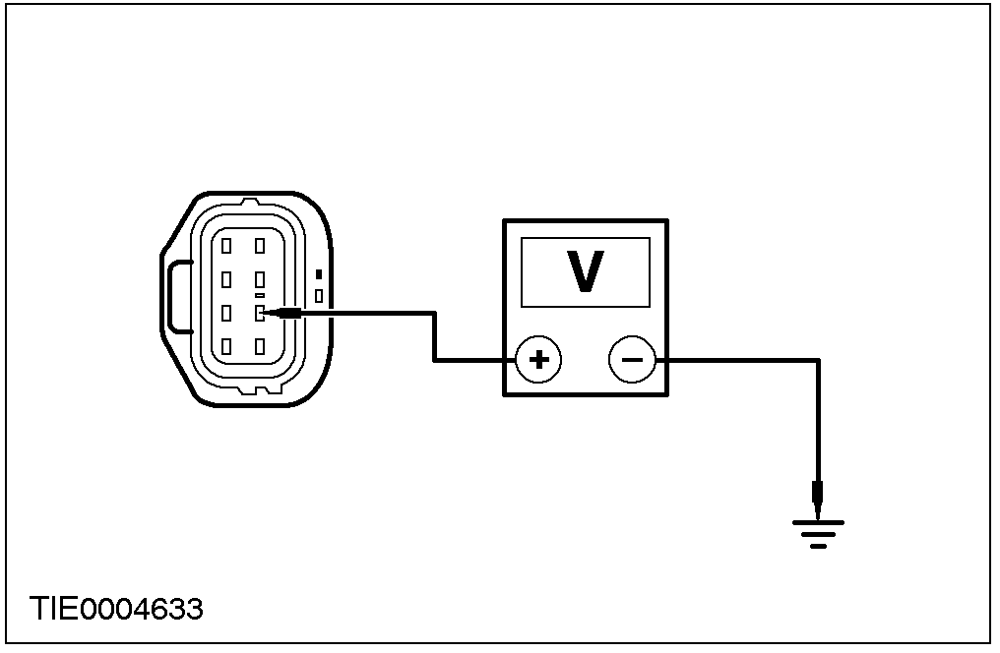 V
+ −
TIE0004633